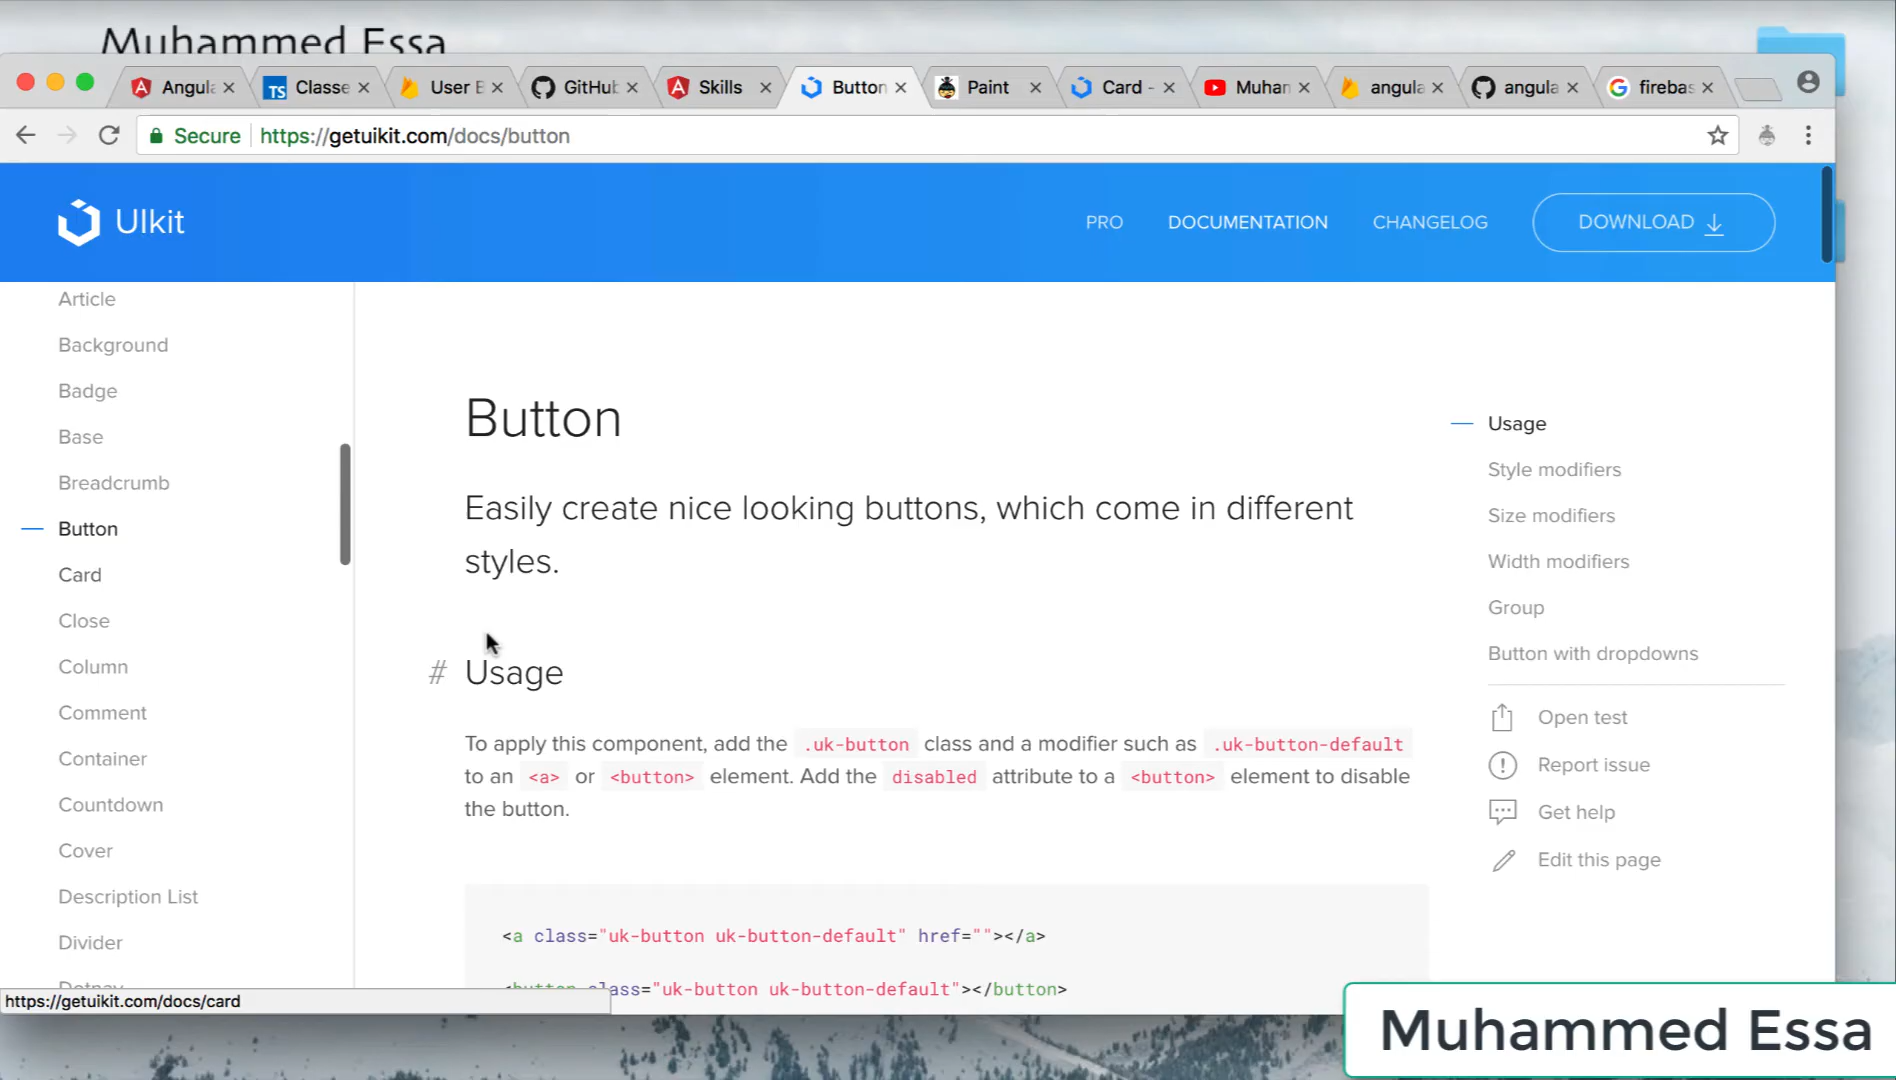 Muhammed Essa
Angula
Classe
User E
GitHub
Skills
Button
Paint
Card -
Muham
angula
angula
firebas
Secure
https://getuikit.com/docs/button
UIkit
PRO
DOCUMENTATION
CHANGELOG
DOWNLOAD
Article
Background
Badge
Base
Breadcrumb
Button
Card
Close
Column
Comment
Container
Countdown
Cover
Description List
Divider
Dotnav
https://getuikit.com/docs/card
Button
Easily create nice looking buttons, which come in different
styles.
# Usage
To apply this component, add the .uk-button class and a modifier such as .uk-button-default
to an <a> or <button> element. Add the disabled attribute to a <button> element to disable
the button.
<a class="uk-button uk-button-default" href=""></a>
<button class="uk-button uk-button-default"></button>
Usage
Style modifiers
Size modifiers
Width modifiers
Group
Button with dropdowns
Open test
Report issue
Get help
Edit this page
Muhammed Essa